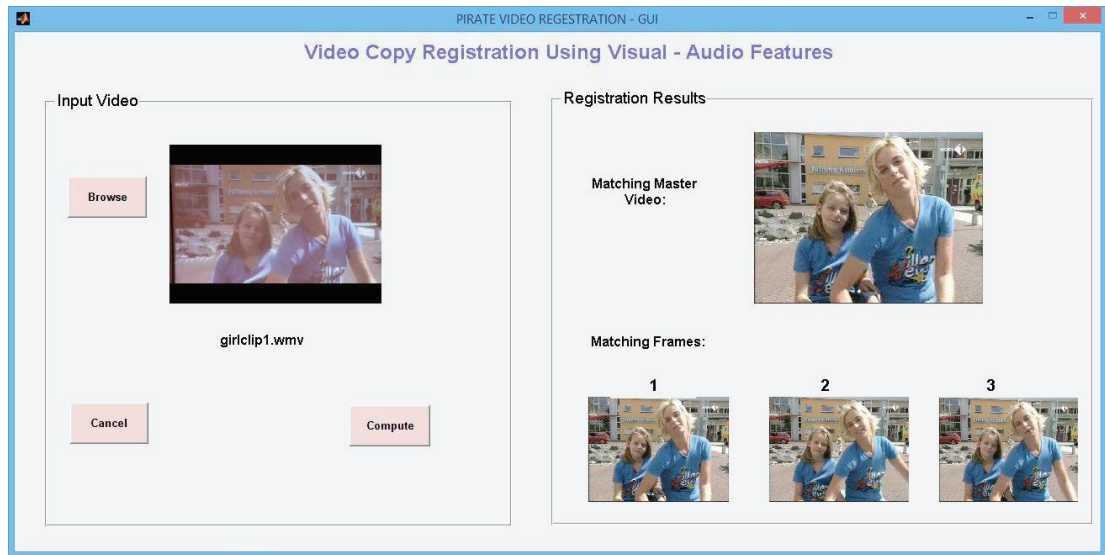 PIRATE VIDEO REGESTRATION - GUI
Video Copy Registration Using Visual - Audio Features
Input Video
Browse
girlclip1.wmv
Cancel
Compute
Registration Results
Matching Master
Video:
Matching Frames:
1 2 3